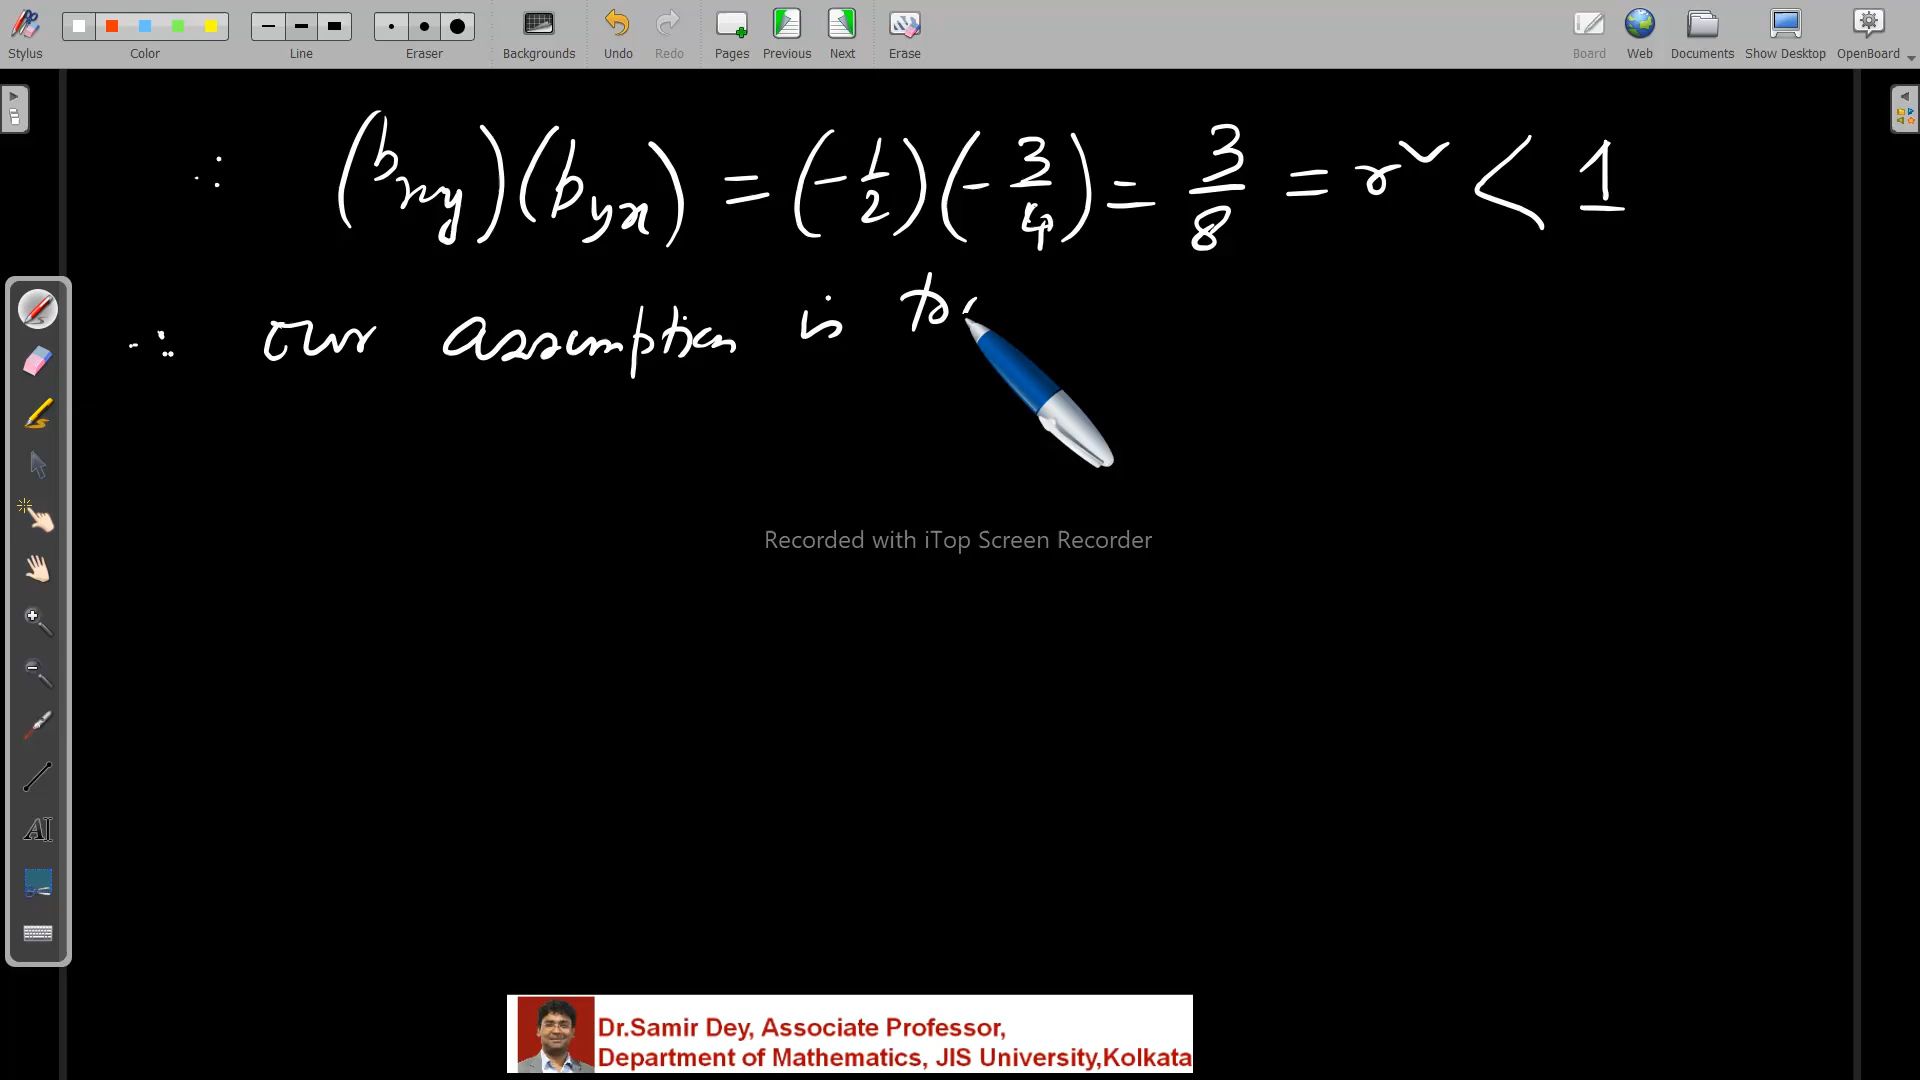 Stylus Color Line Eraser Backgrounds Undo Redo Pages Previous Next Erase Board Web Documents Show Desktop OpenBoard
∴ (b_xy)(b_yx) = (-1/2)(-3/4) = 3/8 = r² < 1
∴ Our assumption is
Recorded with iTop Screen Recorder
Dr.Samir Dey, Associate Professor,
Department of Mathematics, JIS University,Kolkata